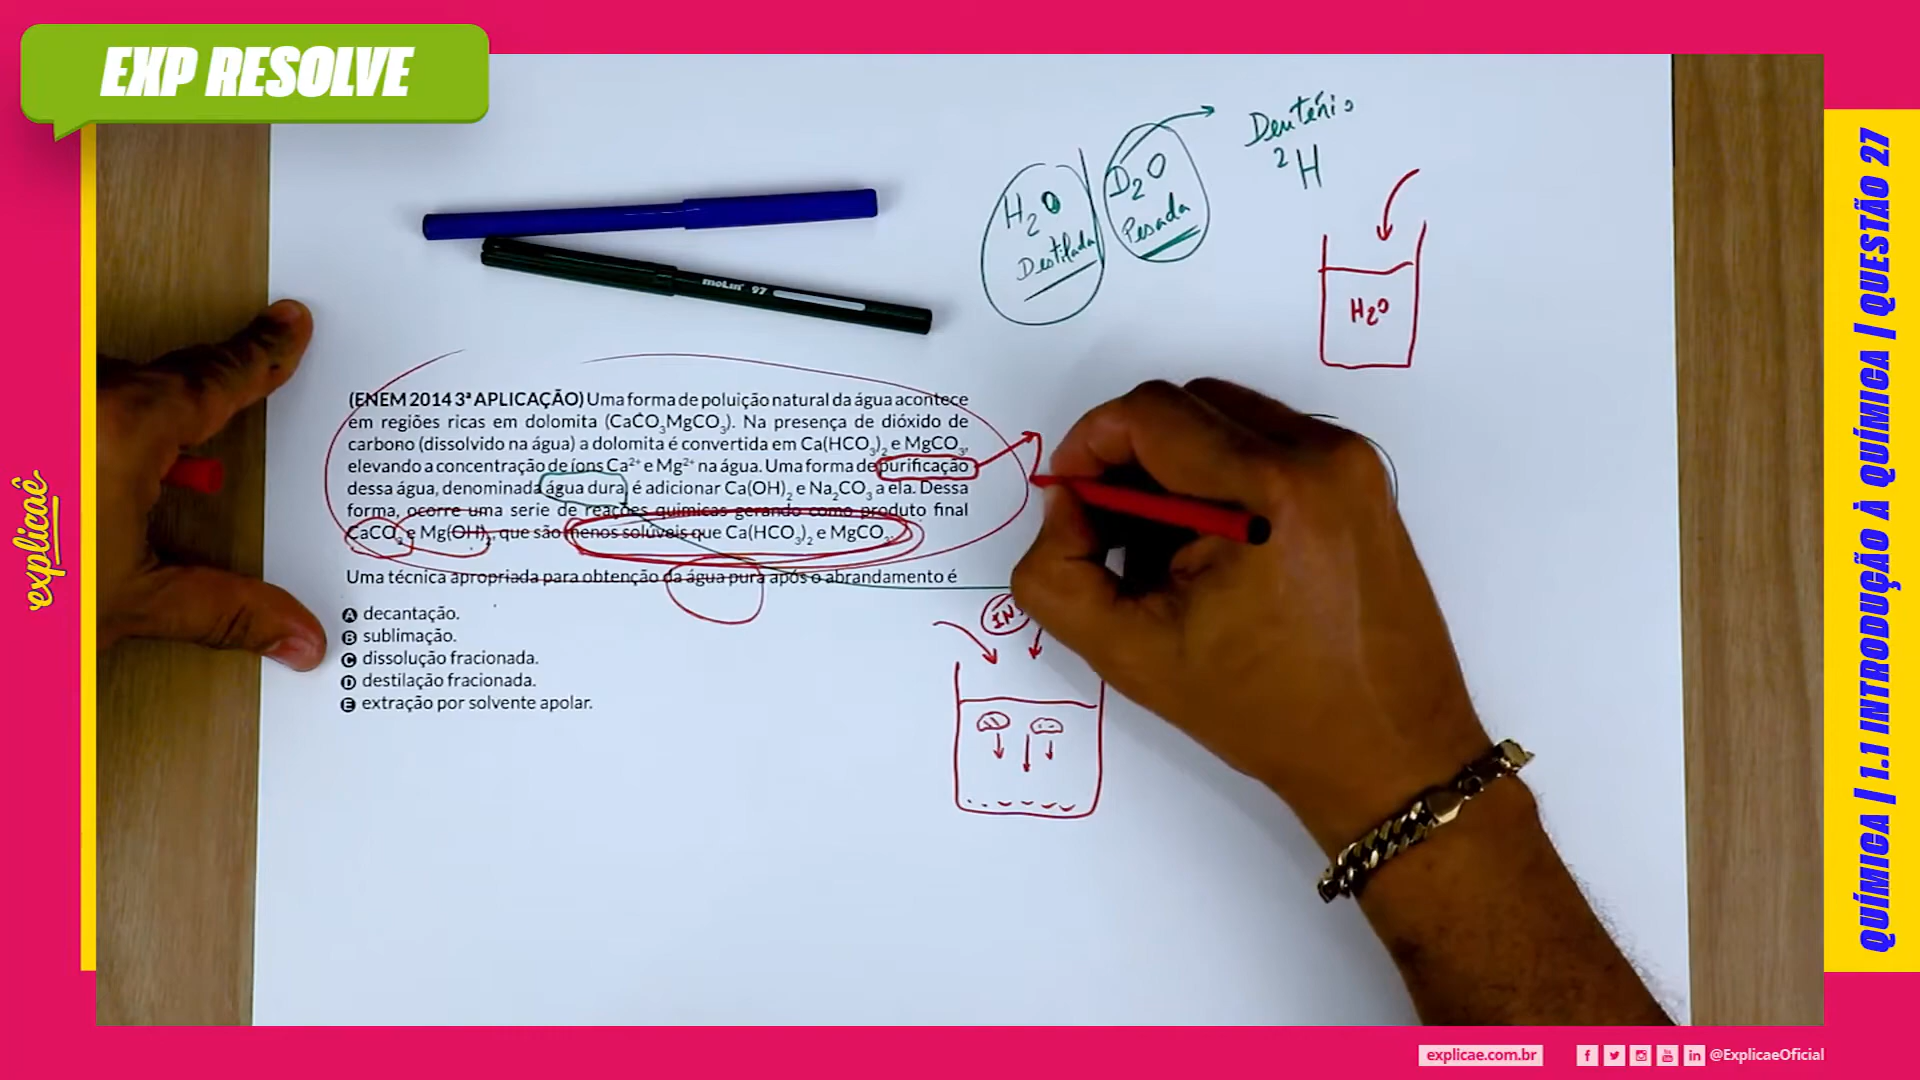 EXP RESOLVE
Deutério
²H
H₂O
Destilada
D₂O
Pesada
H₂O
moLin 97
(ENEM 2014 3ª APLICAÇÃO) Uma forma de poluição natural da água acontece
em regiões ricas em dolomita (CaCO₃MgCO₃). Na presença de dióxido de
carbono (dissolvido na água) a dolomita é convertida em Ca(HCO₃)₂ e MgCO₃,
elevando a concentração de íons Ca²⁺ e Mg²⁺ na água. Uma forma de purificação
dessa água, denominada água dura, é adicionar Ca(OH)₂ e Na₂CO₃ a ela. Dessa
forma, ocorre uma serie de reações químicas gerando como produto final
CaCO₃ e Mg(OH)₂, que são menos solúveis que Ca(HCO₃)₂ e MgCO₃.
Uma técnica apropriada para obtenção da água pura após o abrandamento é
A decantação.
B sublimação.
C dissolução fracionada.
D destilação fracionada.
E extração por solvente apolar.
explicaê
QUÍMICA | 1.1 INTRODUÇÃO À QUÍMICA | QUESTÃO 27
explicae.com.br
@ExplicaeOficial